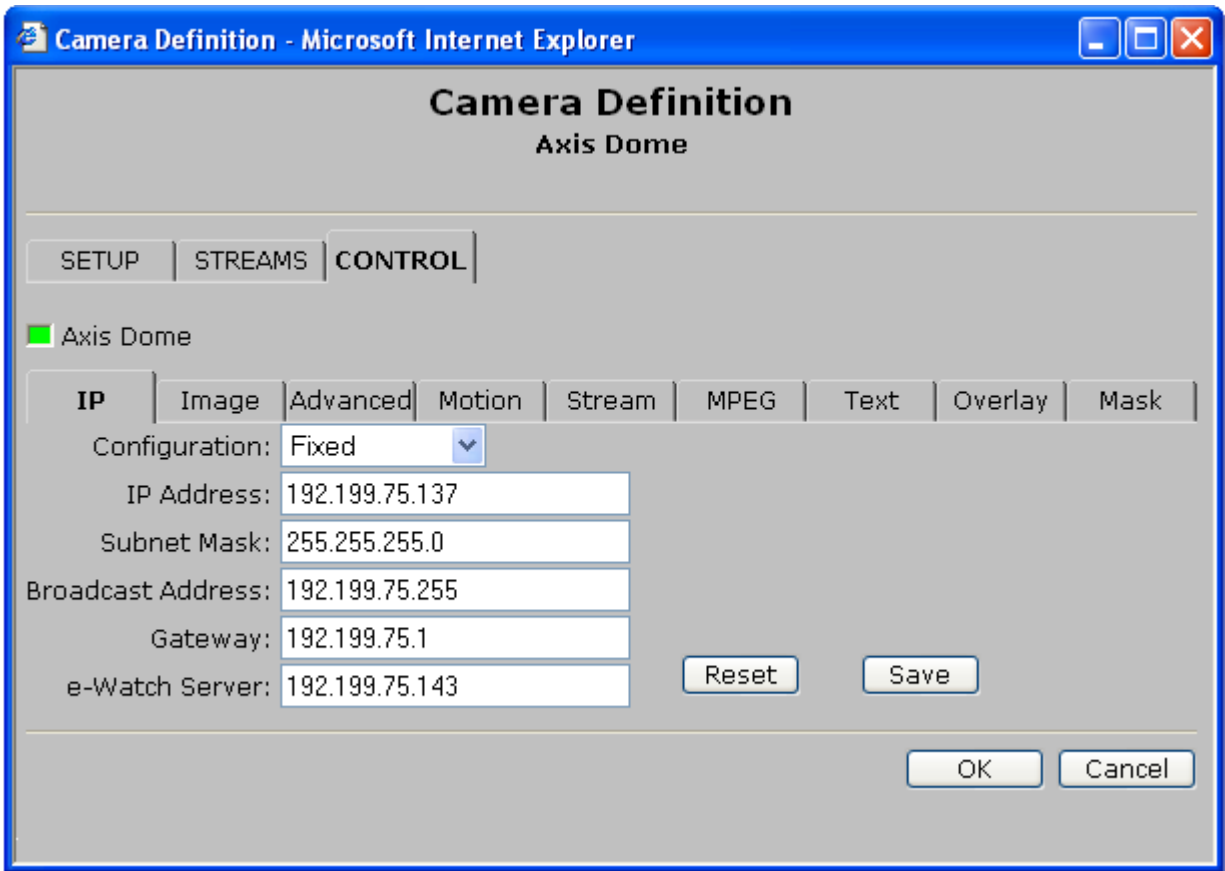 Camera Definition - Microsoft Internet Explorer
Camera Definition
Axis Dome
SETUP STREAMS CONTROL
Axis Dome
IP Image Advanced Motion Stream MPEG Text Overlay Mask
Configuration: Fixed
IP Address: 192.199.75.137
Subnet Mask: 255.255.255.0
Broadcast Address: 192.199.75.255
Gateway: 192.199.75.1
e-Watch Server: 192.199.75.143
Reset Save
OK Cancel